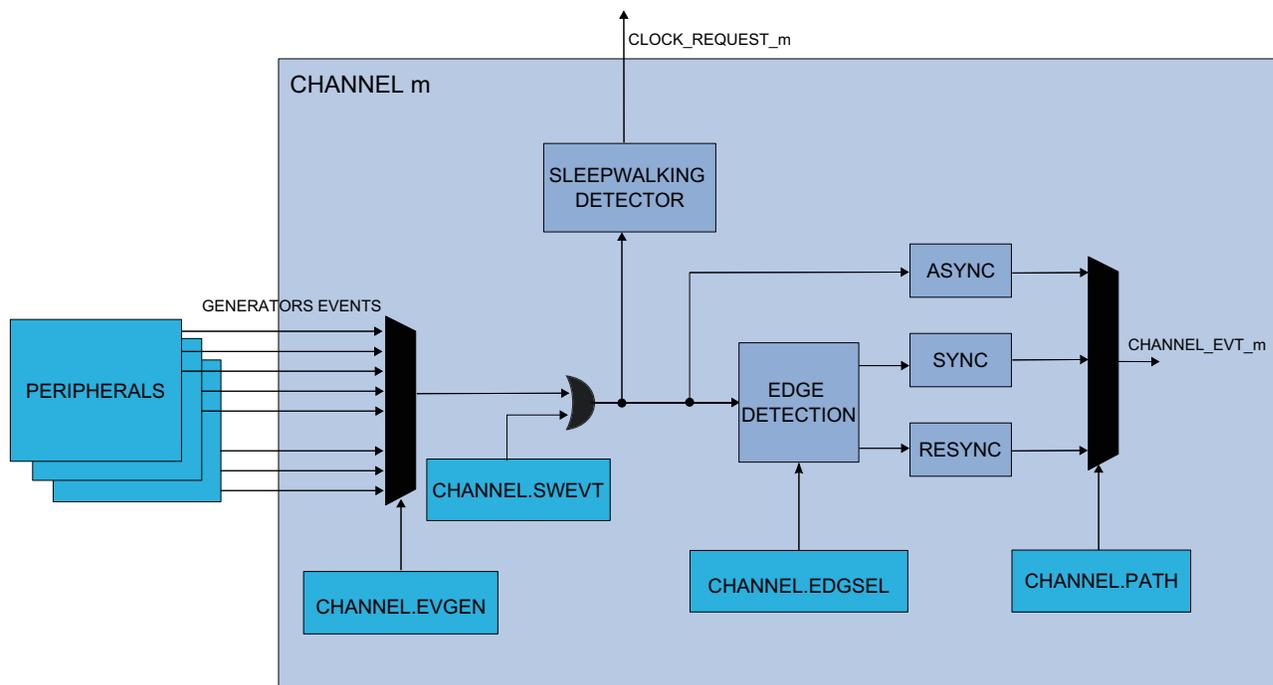 CLOCK_REQUEST_m
CHANNEL m
SLEEPWALKING
DETECTOR
ASYNC
GENERATORS EVENTS
CHANNEL_EVT_m
SYNC
PERIPHERALS
EDGE
DETECTION
RESYNC
CHANNEL.SWEVT
CHANNEL.EDGSEL
CHANNEL.PATH
CHANNEL.EVGEN